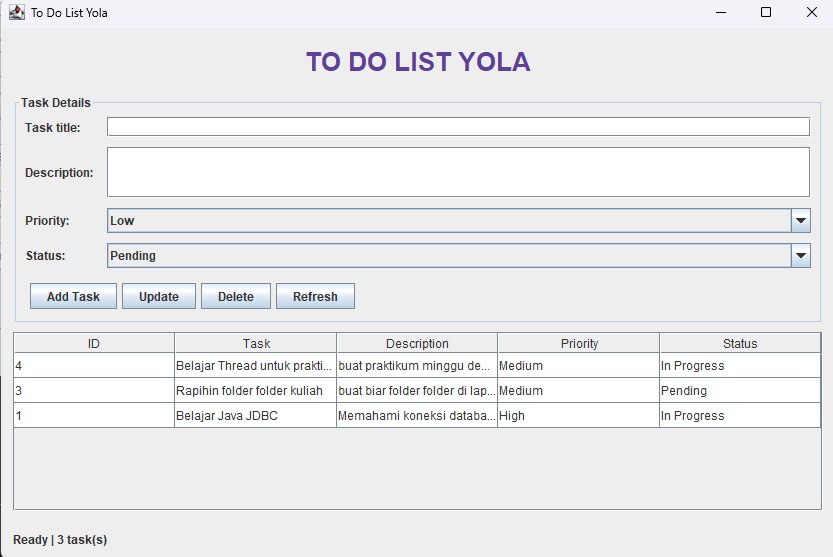 To Do List Yola
TO DO LIST YOLA
Task Details
Task title:
Description:
Priority: Low
Status: Pending
Add Task Update Delete Refresh
ID Task Description Priority Status
4 Belajar Thread untuk prakti... buat praktikum minggu de... Medium In Progress
3 Rapihin folder folder kuliah buat biar folder folder di lap... Medium Pending
1 Belajar Java JDBC Memahami koneksi databa... High In Progress
Ready | 3 task(s)